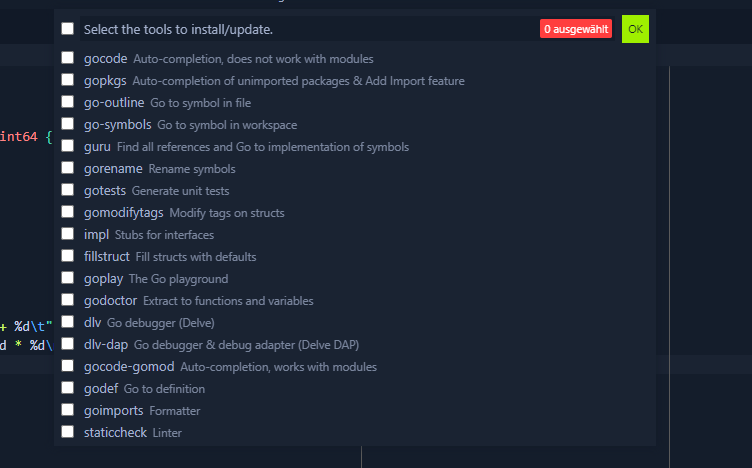 Select the tools to install/update. 0 ausgewählt OK
gocode Auto-completion, does not work with modules
gopkgs Auto-completion of unimported packages & Add Import feature
go-outline Go to symbol in file
go-symbols Go to symbol in workspace
int64 {
guru Find all references and Go to implementation of symbols
gorename Rename symbols
gotests Generate unit tests
gomodifytags Modify tags on structs
impl Stubs for interfaces
fillstruct Fill structs with defaults
goplay The Go playground
godoctor Extract to functions and variables
dlv Go debugger (Delve)
+ %d\t"
dlv-dap Go debugger & debug adapter (Delve DAP)
d * %d\
gocode-gomod Auto-completion, works with modules
godef Go to definition
goimports Formatter
staticcheck Linter